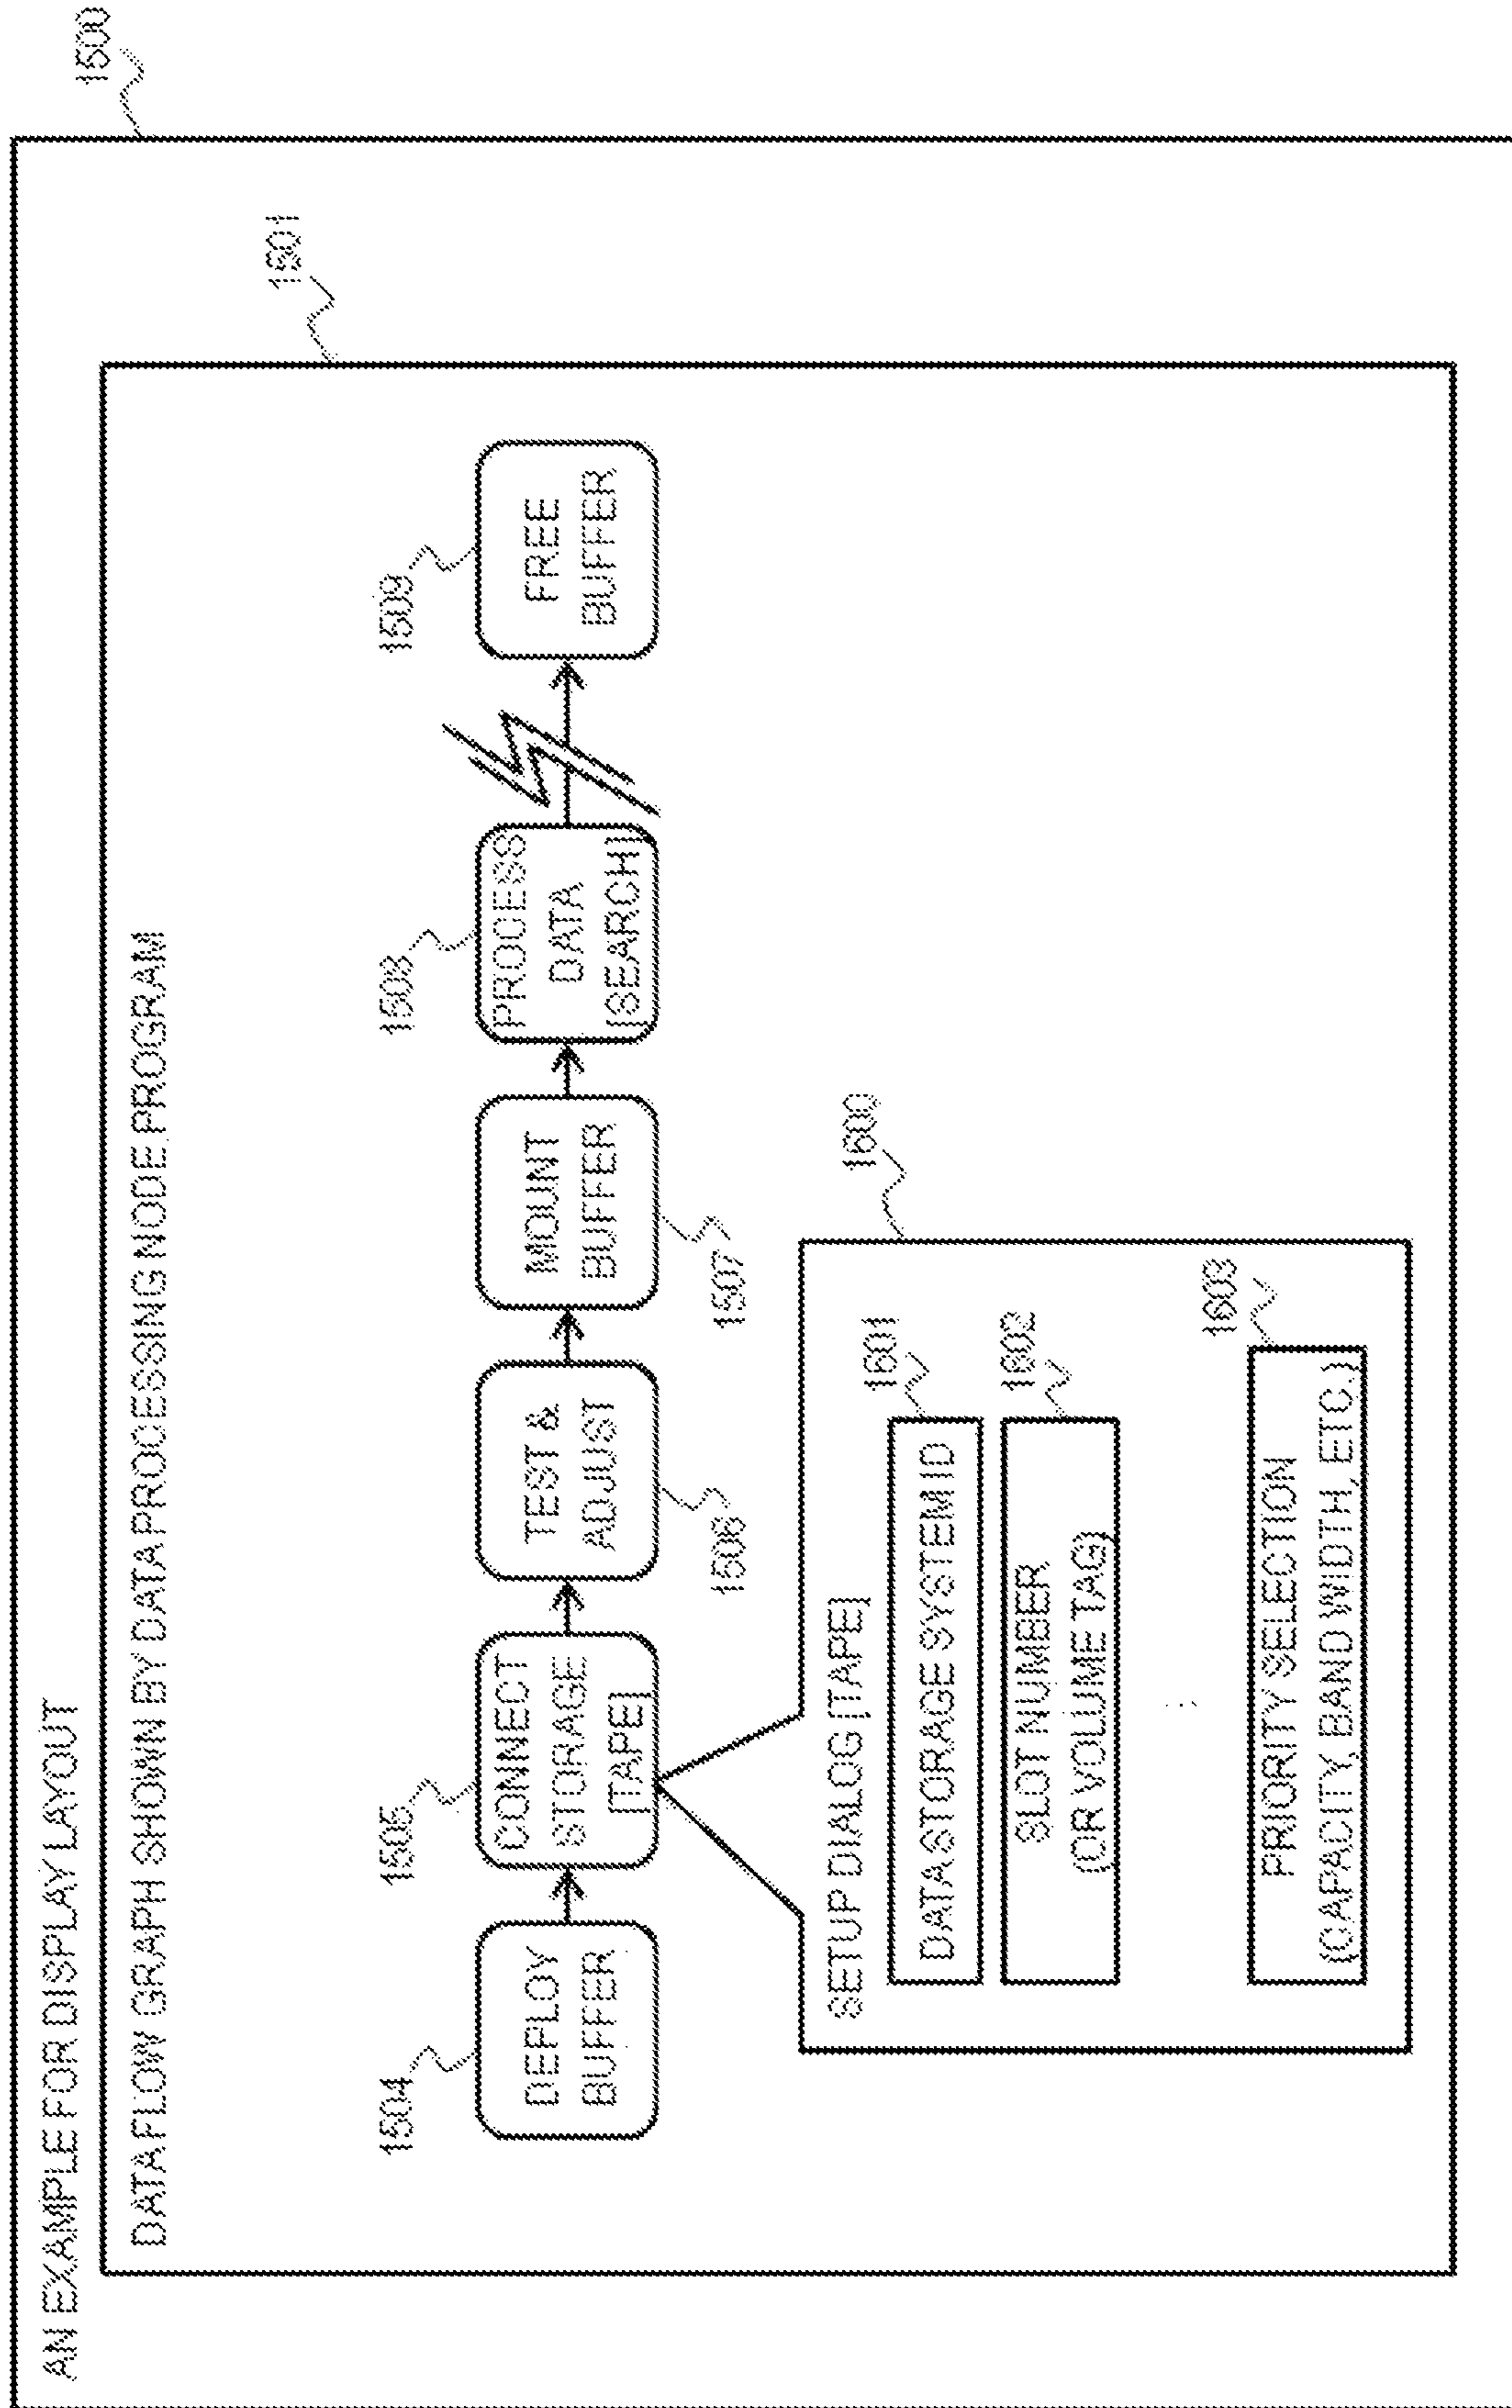 1500
AN EXAMPLE FOR DISPLAY LAYOUT
1501
DATA FLOW GRAPH SHOWN BY DATA PROCESSING NODE PROGRAM
1504
1505
1508
1509
DEPLOY
BUFFER
CONNECT
STORAGE
[TAPE]
TEST &
ADJUST
MOUNT
BUFFER
PROCESS
DATA
[SEARCH]
FREE
BUFFER
1506
1507
1600
SETUP DIALOG [TAPE]
1601
DATA STORAGE SYSTEM ID
1602
SLOT NUMBER
(OR VOLUME TAG)
1603
PRIORITY SELECTION
(CAPACITY, BAND WIDTH, ETC.)